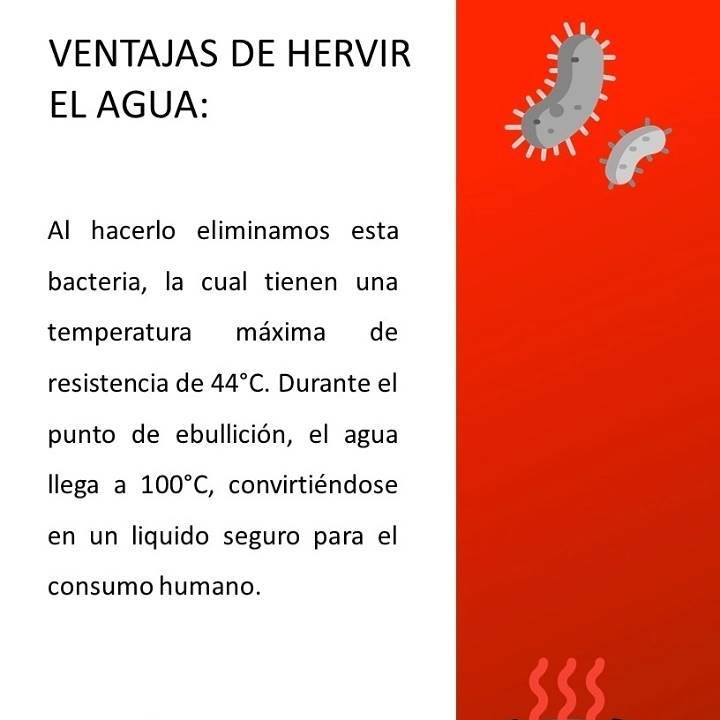 VENTAJAS DE HERVIR
EL AGUA:
Al hacerlo eliminamos esta
bacteria, la cual tienen una
temperatura máxima de
resistencia de 44°C. Durante el
punto de ebullición, el agua
llega a 100°C, convirtiéndose
en un liquido seguro para el
consumo humano.